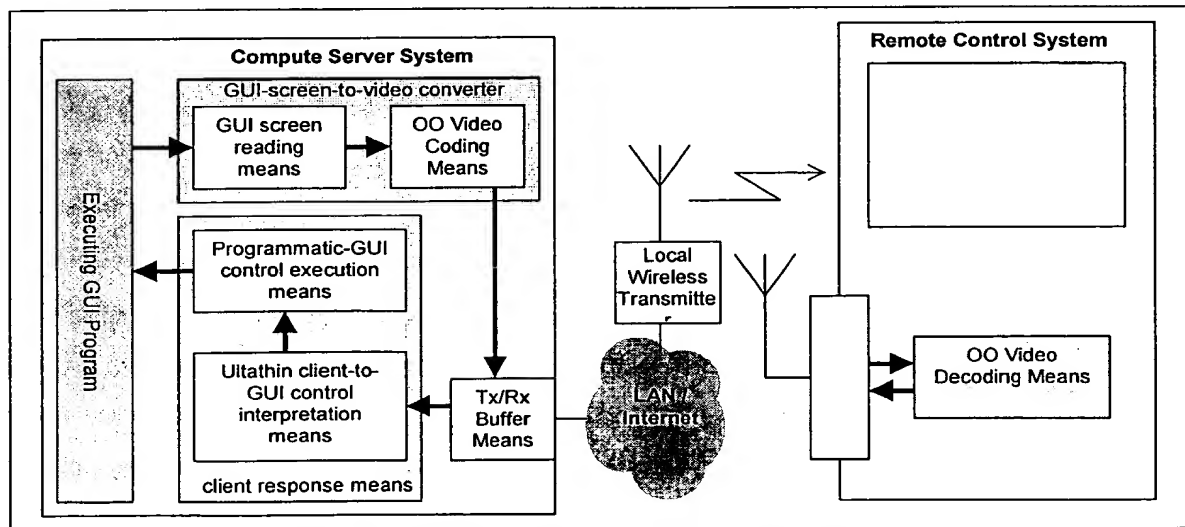 Compute Server System
GUI-screen-to-video converter
GUI screen
reading
means
OO Video
Coding
Means
Executing GUI Program
Programmatic-GUI
control execution
means
Ultathin client-to-
GUI control
interpretation
means
client response means
Tx/Rx
Buffer
Means
Local
Wireless
Transmitte
r
LAN /
Internet
Remote Control System
OO Video
Decoding Means